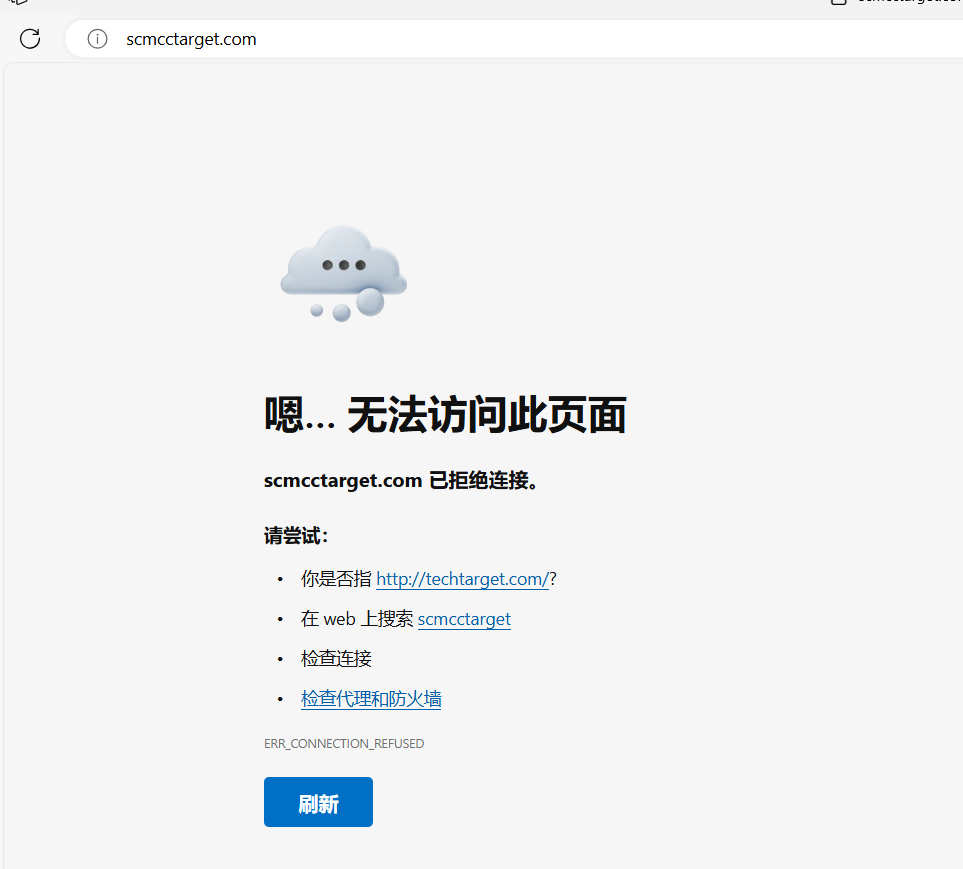 scmcctarget.com
嗯… 无法访问此页面
scmcctarget.com 已拒绝连接。
请尝试：
• 你是否指 http://techtarget.com/?
• 在 web 上搜索 scmcctarget
• 检查连接
• 检查代理和防火墙
ERR_CONNECTION_REFUSED
刷新